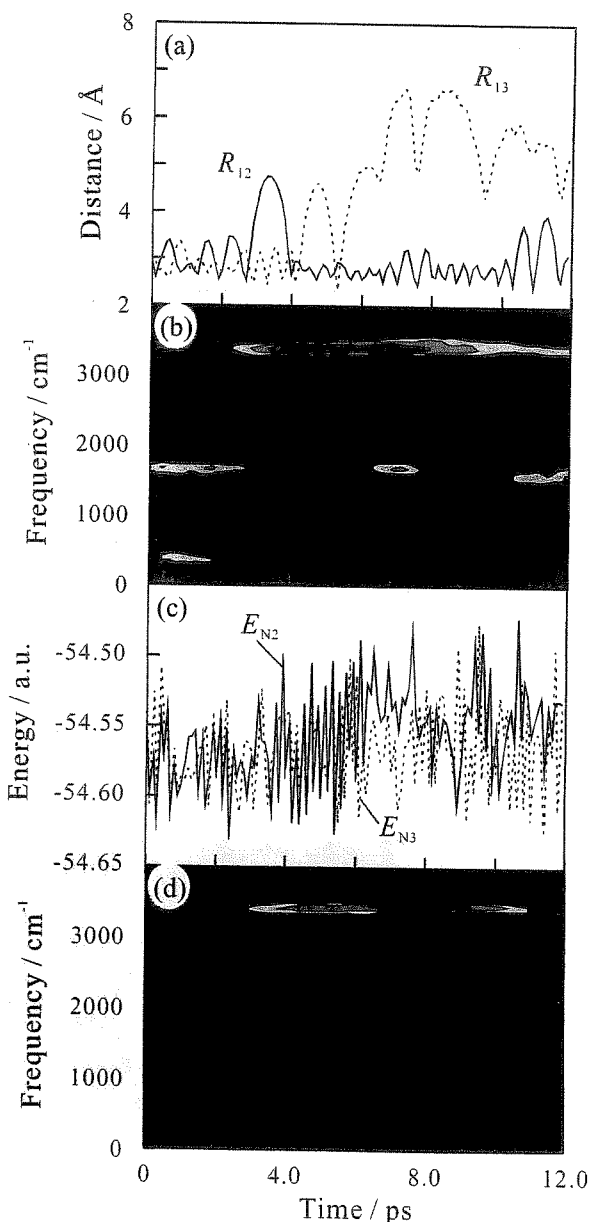 (a)
8
6
4
2
Distance / Å
R13
R12
(b)
3000
2000
1000
0
Frequency / cm-1
(c)
-54.50
-54.55
-54.60
-54.65
Energy / a.u.
EN2
EN3
(d)
3000
2000
1000
0
Frequency / cm-1
0 4.0 8.0 12.0
Time / ps